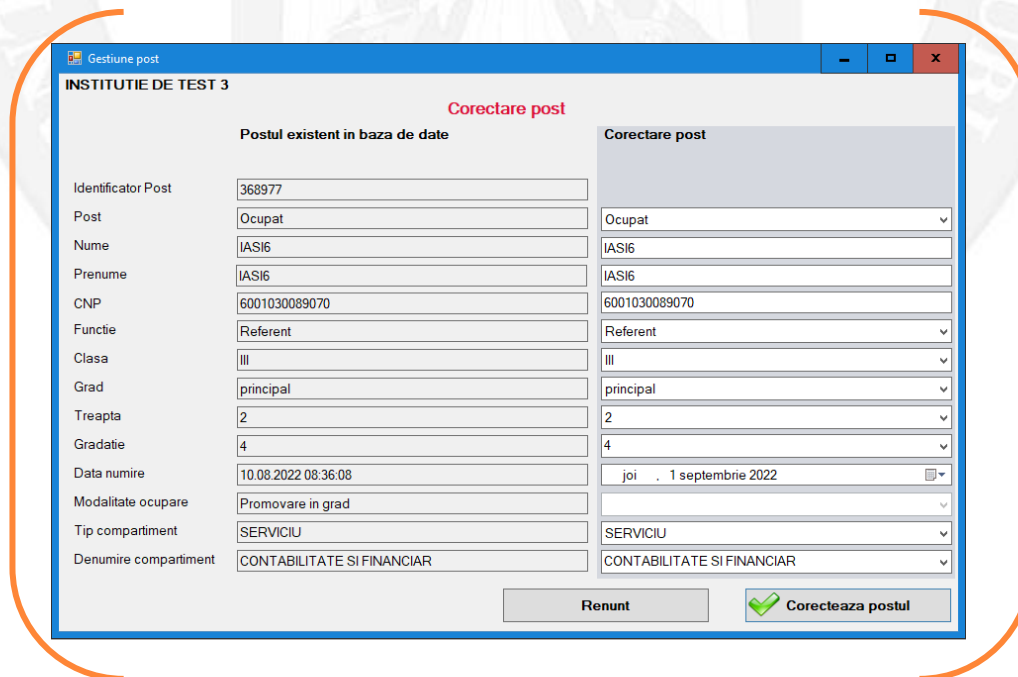 Gestiune post
INSTITUTIE DE TEST 3
Corectare post
Postul existent in baza de date Corectare post
Identificator Post 368977
Post Ocupat Ocupat
Nume IASI6 IASI6
Prenume IASI6 IASI6
CNP 6001030089070 6001030089070
Functie Referent Referent
Clasa III III
Grad principal principal
Treapta 2 2
Gradatie 4 4
Data numire 10.08.2022 08:36:08 joi , 1 septembrie 2022
Modalitate ocupare Promovare in grad
Tip compartiment SERVICIU SERVICIU
Denumire compartiment CONTABILITATE SI FINANCIAR CONTABILITATE SI FINANCIAR
Renunt Corecteaza postul